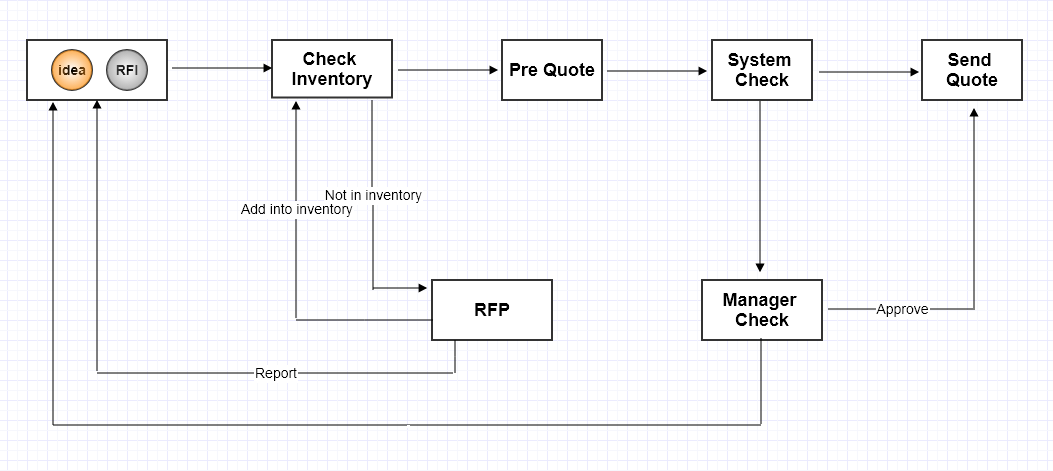 idea
RFI
Check
Inventory
Pre Quote
System
Check
Send
Quote
Not in inventory
Add into inventory
RFP
Manager
Check
Approve
Report